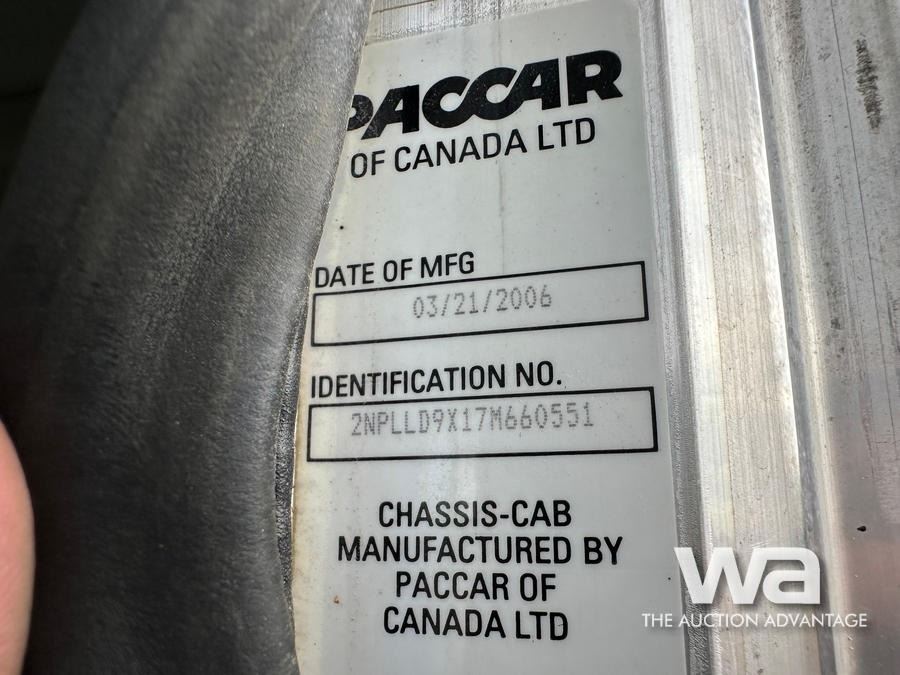 PACCAR
OF CANADA LTD
DATE OF MFG
03/21/2006
IDENTIFICATION NO.
2NPLLD9X17M660551
CHASSIS-CAB
MANUFACTURED BY
PACCAR OF
CANADA LTD
wa
THE AUCTION ADVANTAGE